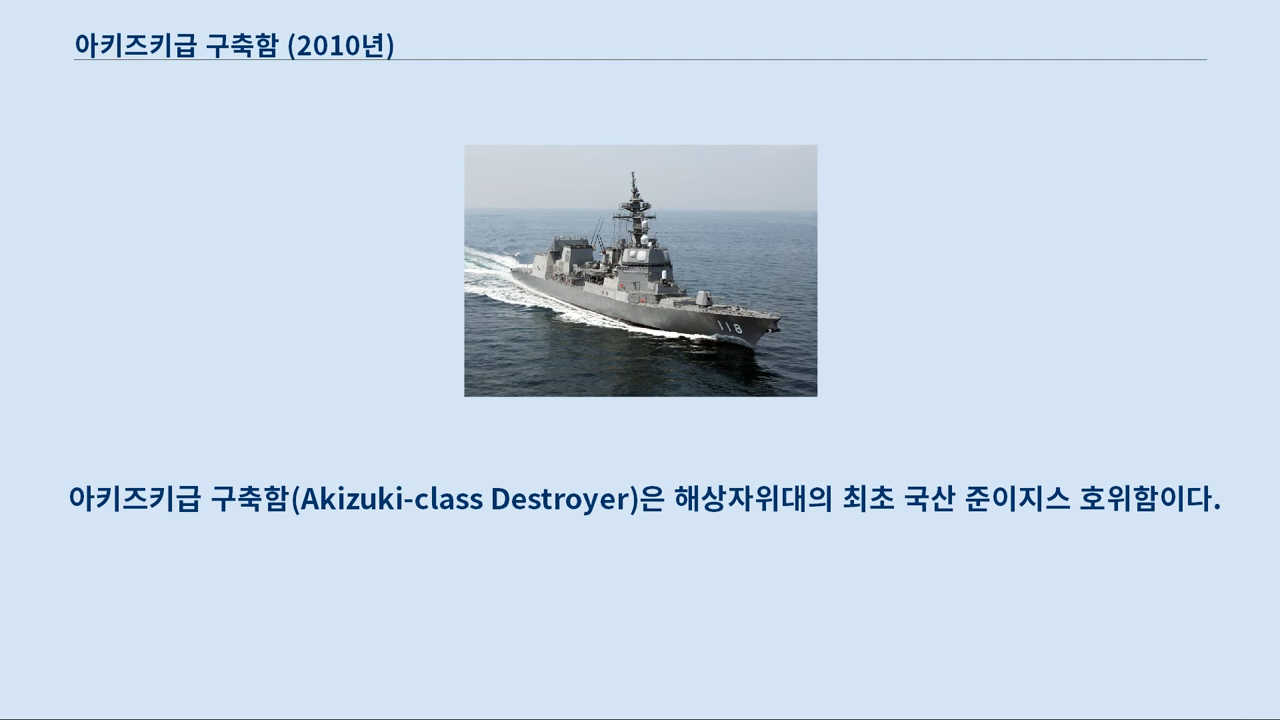 아키즈키급 구축함 (2010년)
118
아키즈키급 구축함(Akizuki-class Destroyer)은 해상자위대의 최초 국산 준이지스 호위함이다.